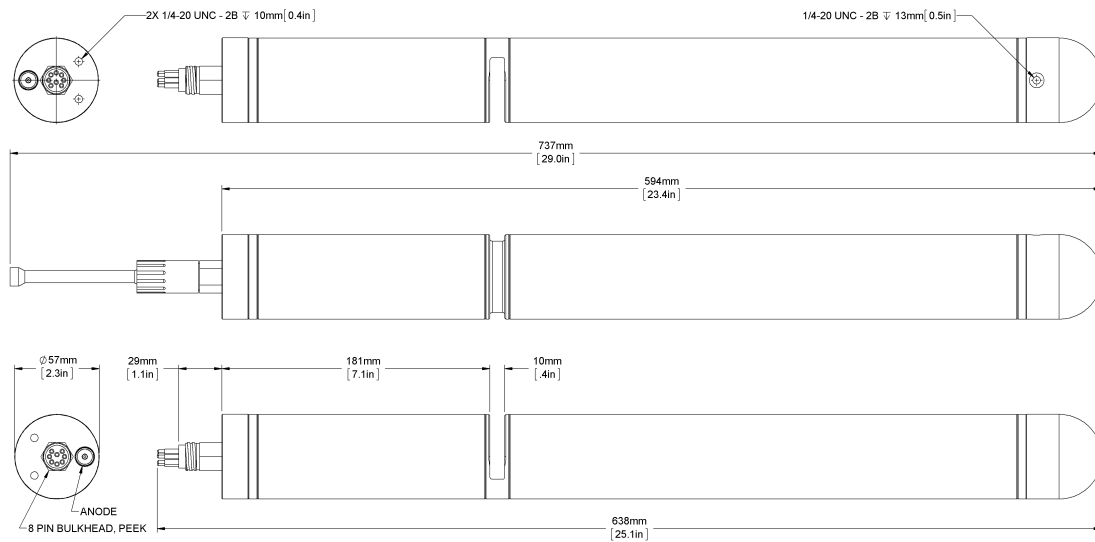 2X 1/4-20 UNC - 2B ↧ 10mm[0.4in]
1/4-20 UNC - 2B ↧ 13mm[0.5in]
737mm
[29.0in]
594mm
[23.4in]
∅57mm
[2.3in]
29mm
[1.1in]
181mm
[7.1in]
10mm
[.4in]
ANODE
8 PIN BULKHEAD, PEEK
638mm
[25.1in]